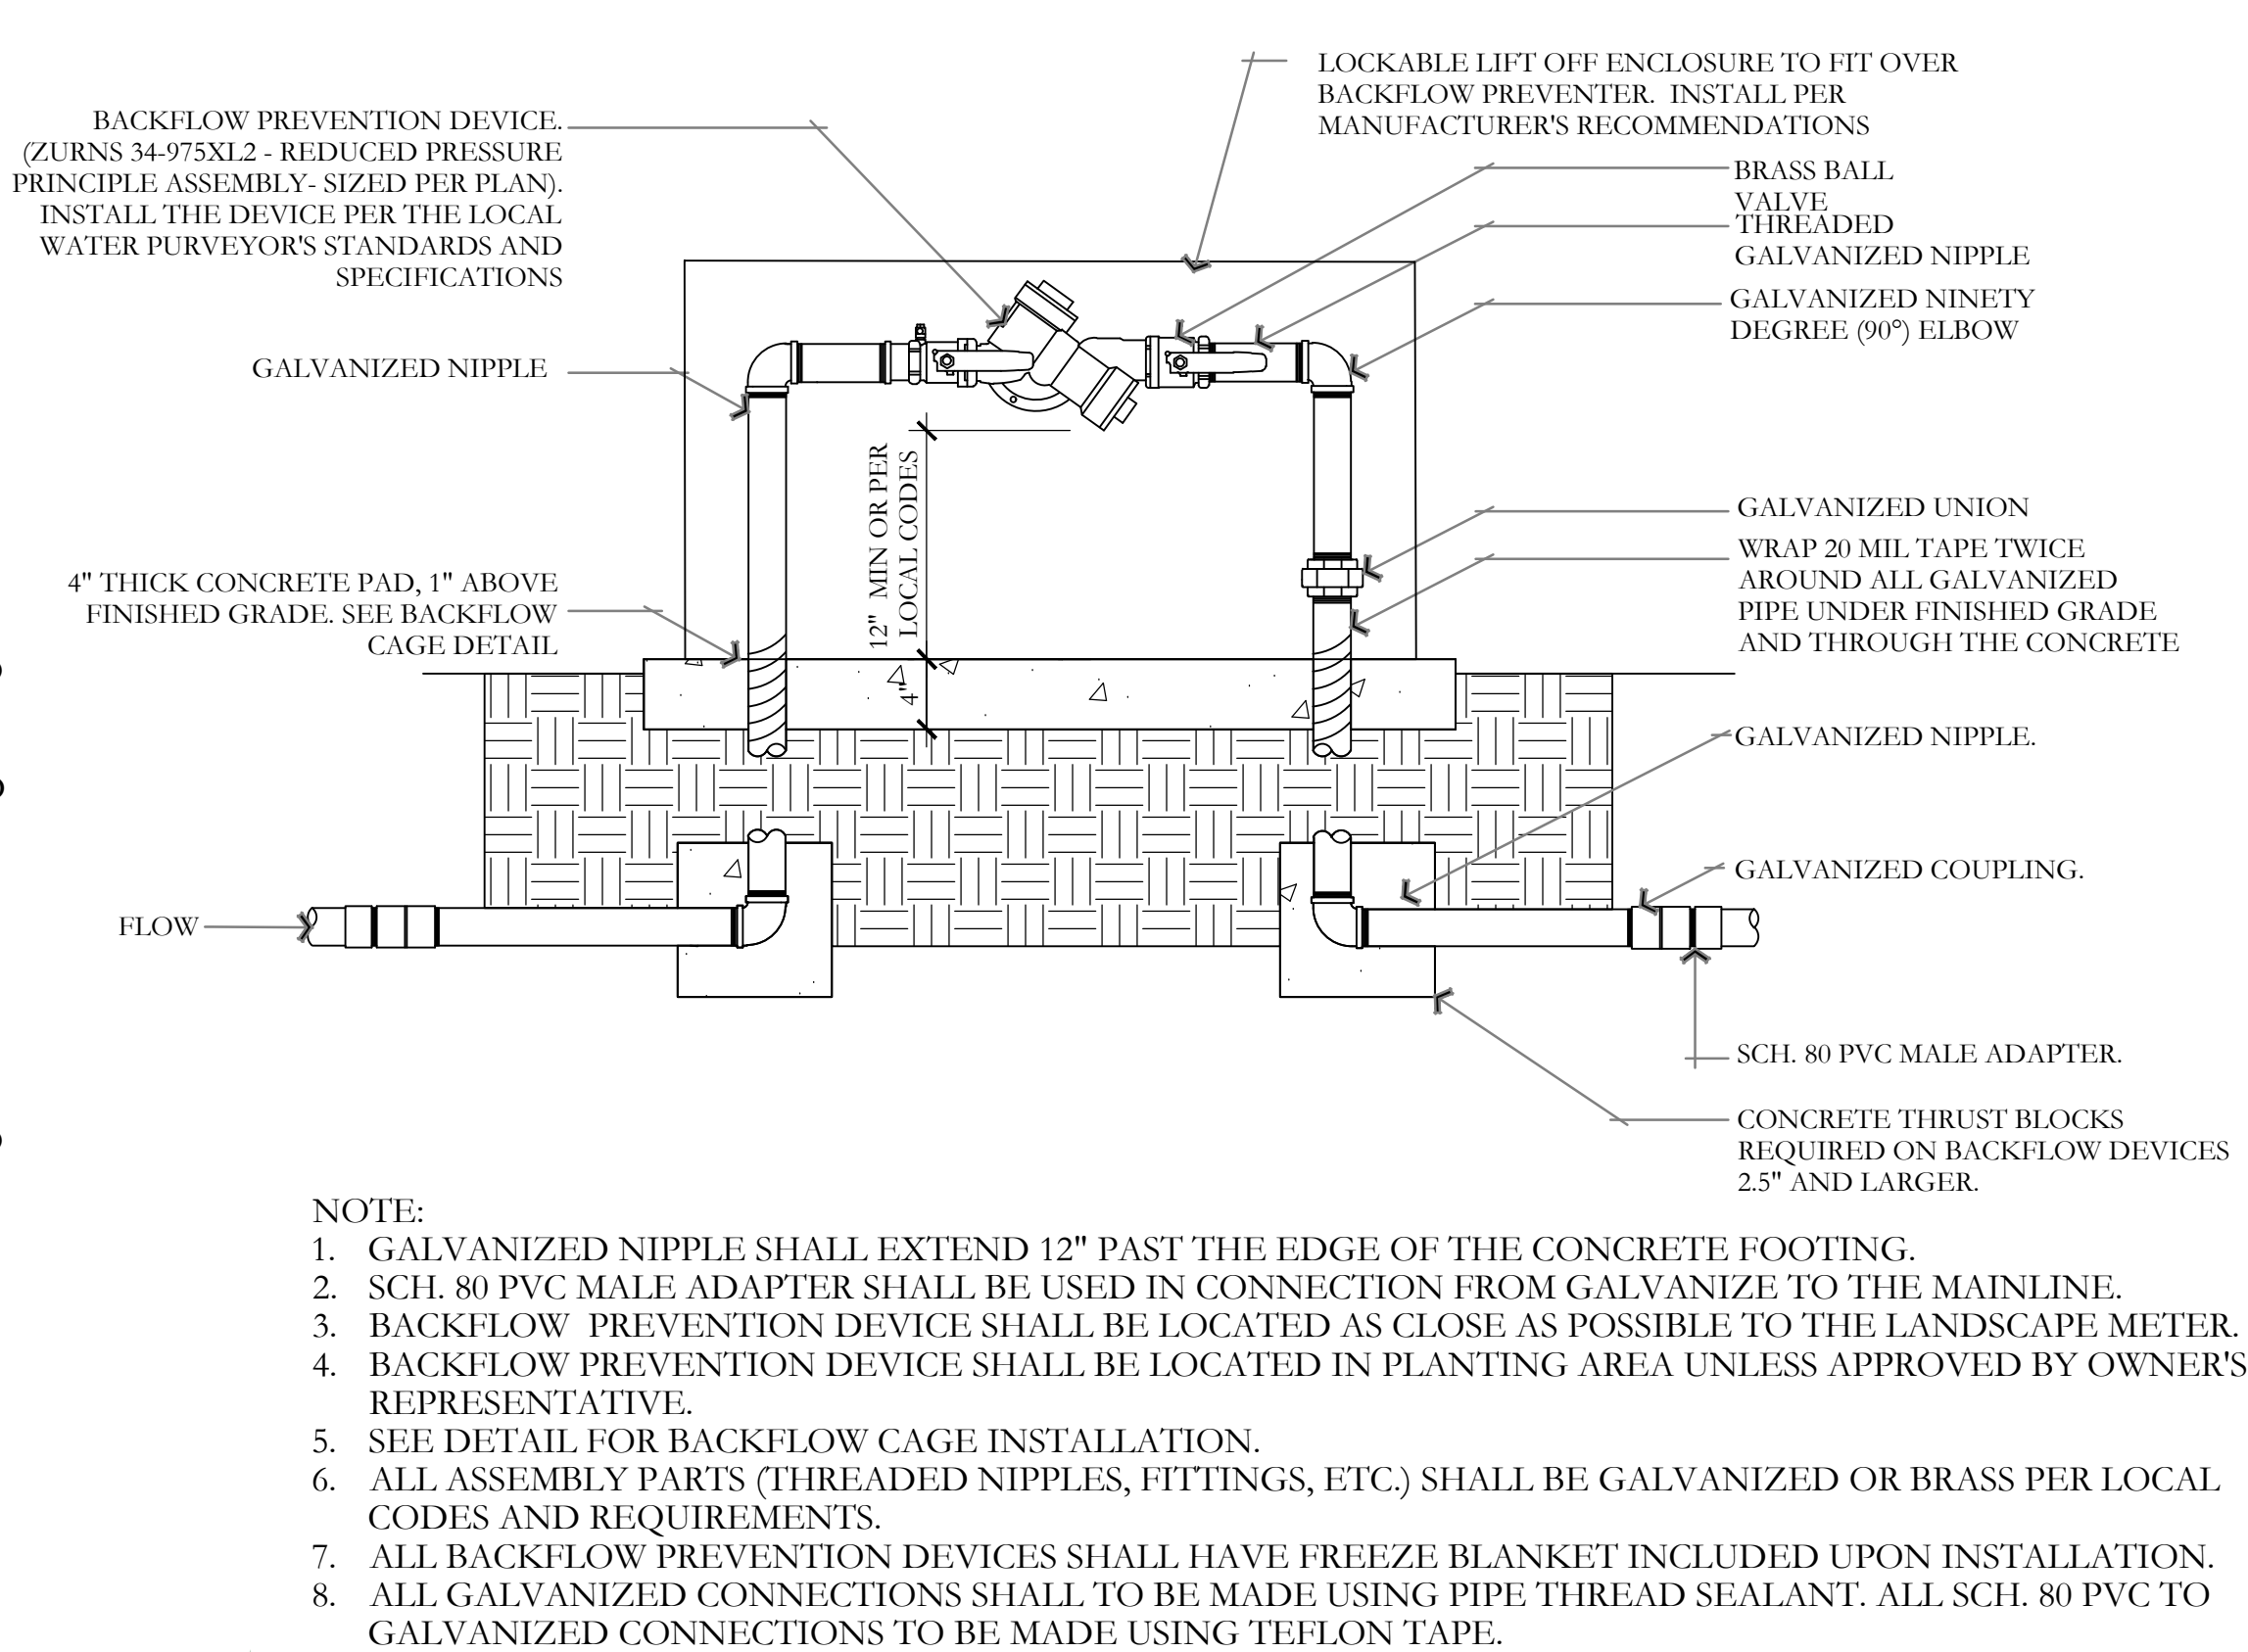 LOCKABLE LIFT OFF ENCLOSURE TO FIT OVER
BACKFLOW PREVENTER.  INSTALL PER
MANUFACTURER'S RECOMMENDATIONS
BACKFLOW PREVENTION DEVICE.
(ZURNS 34-975XL2 - REDUCED PRESSURE
PRINCIPLE ASSEMBLY- SIZED PER PLAN).
INSTALL THE DEVICE PER THE LOCAL
WATER PURVEYOR'S STANDARDS AND
SPECIFICATIONS
BRASS BALL
VALVE
THREADED
GALVANIZED NIPPLE
GALVANIZED NINETY
DEGREE (90°) ELBOW
GALVANIZED NIPPLE
12"  MIN OR PER
LOCAL CODES
4"
GALVANIZED UNION
WRAP 20 MIL TAPE TWICE
AROUND ALL GALVANIZED
PIPE UNDER FINISHED GRADE
AND THROUGH THE CONCRETE
4" THICK CONCRETE PAD, 1" ABOVE
FINISHED GRADE. SEE BACKFLOW
CAGE DETAIL
GALVANIZED NIPPLE.
GALVANIZED COUPLING.
FLOW
SCH. 80 PVC MALE ADAPTER.
CONCRETE THRUST BLOCKS
REQUIRED ON BACKFLOW DEVICES
2.5" AND LARGER.
NOTE:
1. GALVANIZED NIPPLE SHALL EXTEND 12" PAST THE EDGE OF THE CONCRETE FOOTING.
2. SCH. 80 PVC MALE ADAPTER SHALL BE USED IN CONNECTION FROM GALVANIZE TO THE MAINLINE.
3. BACKFLOW  PREVENTION DEVICE SHALL BE LOCATED AS CLOSE AS POSSIBLE TO THE LANDSCAPE METER.
4. BACKFLOW PREVENTION DEVICE SHALL BE LOCATED IN PLANTING AREA UNLESS APPROVED BY OWNER'S
REPRESENTATIVE.
5. SEE DETAIL FOR BACKFLOW CAGE INSTALLATION.
6. ALL ASSEMBLY PARTS (THREADED NIPPLES, FITTINGS, ETC.) SHALL BE GALVANIZED OR BRASS PER LOCAL
CODES AND REQUIREMENTS.
7. ALL BACKFLOW PREVENTION DEVICES SHALL HAVE FREEZE BLANKET INCLUDED UPON INSTALLATION.
8. ALL GALVANIZED CONNECTIONS SHALL TO BE MADE USING PIPE THREAD SEALANT. ALL SCH. 80 PVC TO
GALVANIZED CONNECTIONS TO BE MADE USING TEFLON TAPE.